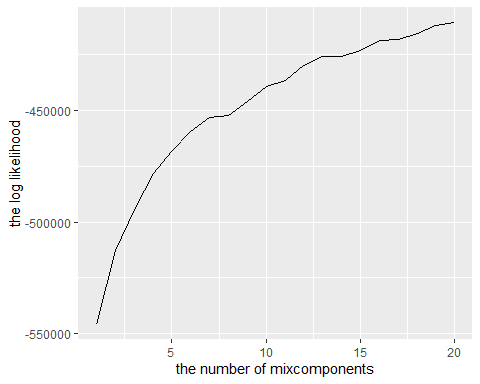 the log likelihood
-450000
-500000
-550000
5 10 15 20
the number of mixcomponents